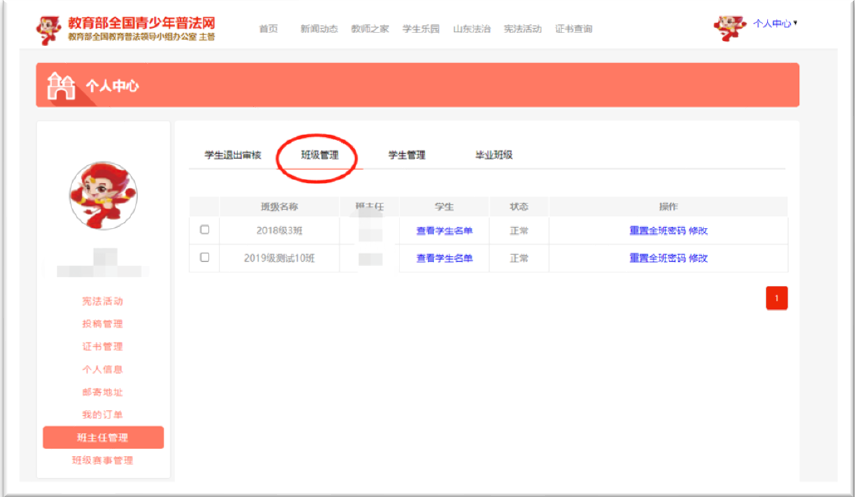 教育部全国青少年普法网
教育部全国教育普法领导小组办公室 主管
首页 新闻动态 教师之家 学生乐园 山东法治 宪法活动 证书查询
个人中心
个人中心
学生退出审核 班级管理 学生管理 毕业班级
班级名称 班主任 学生 状态 操作
2018级3班 查看学生名单 正常 重置全班密码 修改
2019级测试10班 查看学生名单 正常 重置全班密码 修改
1
宪法活动
投稿管理
证书管理
个人信息
邮寄地址
我的订单
班主任管理
班级赛事管理